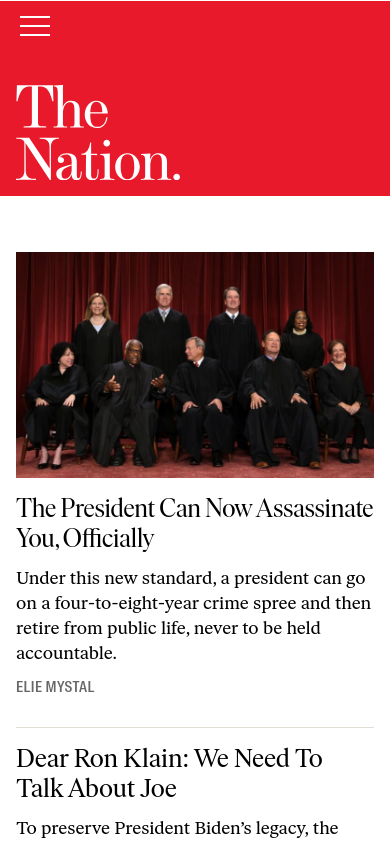 The
Nation.
The President Can Now Assassinate
You, Officially
Under this new standard, a president can go
on a four-to-eight-year crime spree and then
retire from public life, never to be held
accountable.
ELIE MYSTAL
Dear Ron Klain: We Need To
Talk About Joe
To preserve President Biden’s legacy, the